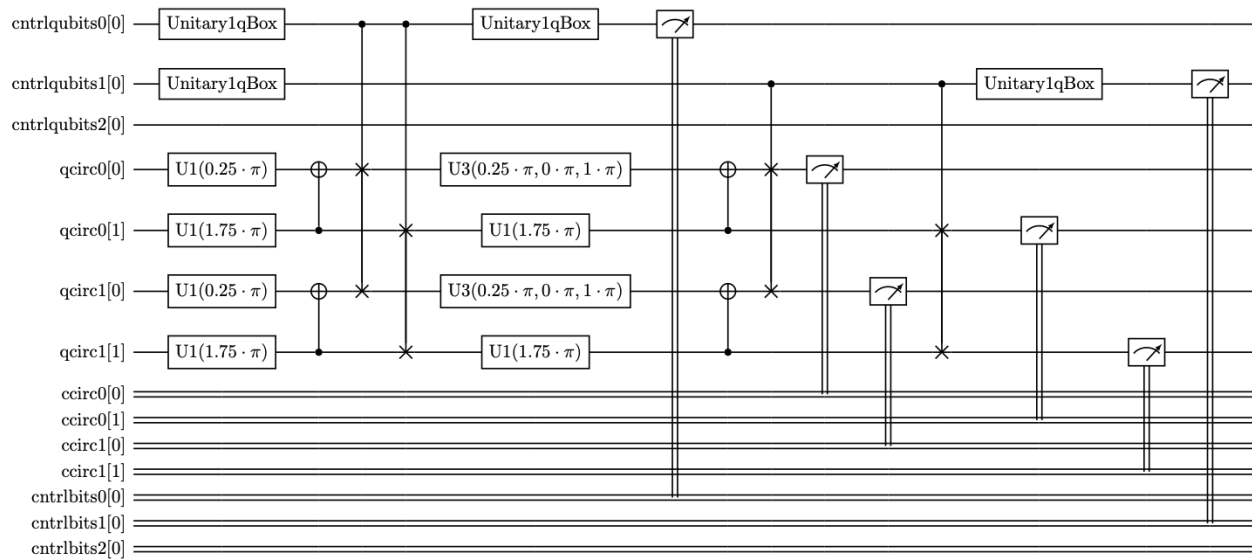 cntrlqubits0[0] Unitary1qBox Unitary1qBox
cntrlqubits1[0] Unitary1qBox Unitary1qBox
cntrlqubits2[0]
qcirc0[0] U1(0.25 · π) U3(0.25 · π, 0 · π, 1 · π)
qcirc0[1] U1(1.75 · π) U1(1.75 · π)
qcirc1[0] U1(0.25 · π) U3(0.25 · π, 0 · π, 1 · π)
qcirc1[1] U1(1.75 · π) U1(1.75 · π)
ccirc0[0]
ccirc0[1]
ccirc1[0]
ccirc1[1]
cntrlbits0[0]
cntrlbits1[0]
cntrlbits2[0]